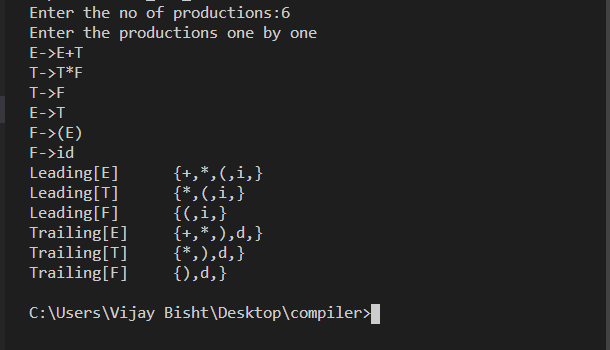 Enter the no of productions:6
Enter the productions one by one
E->E+T
T->T*F
T->F
E->T
F->(E)
F->id
Leading[E]      {+,*,(,i,}
Leading[T]      {*,(,i,}
Leading[F]      {(,i,}
Trailing[E]     {+,*,),d,}
Trailing[T]     {*,),d,}
Trailing[F]     {),d,}
C:\Users\Vijay Bisht\Desktop\compiler>